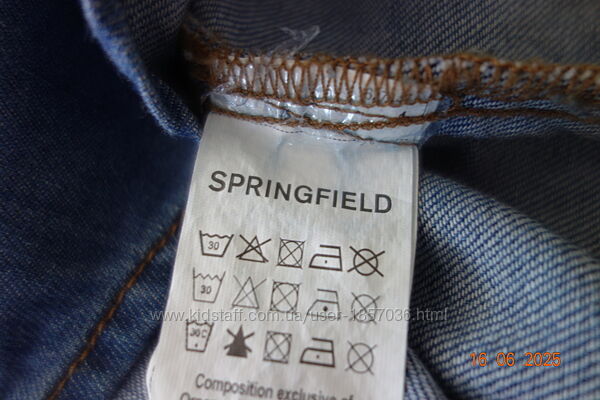 SPRINGFIELD
30
30
www.kidstaff.com.ua/user-1857036.html
30 C
Composition exclusive of
16 06 2025